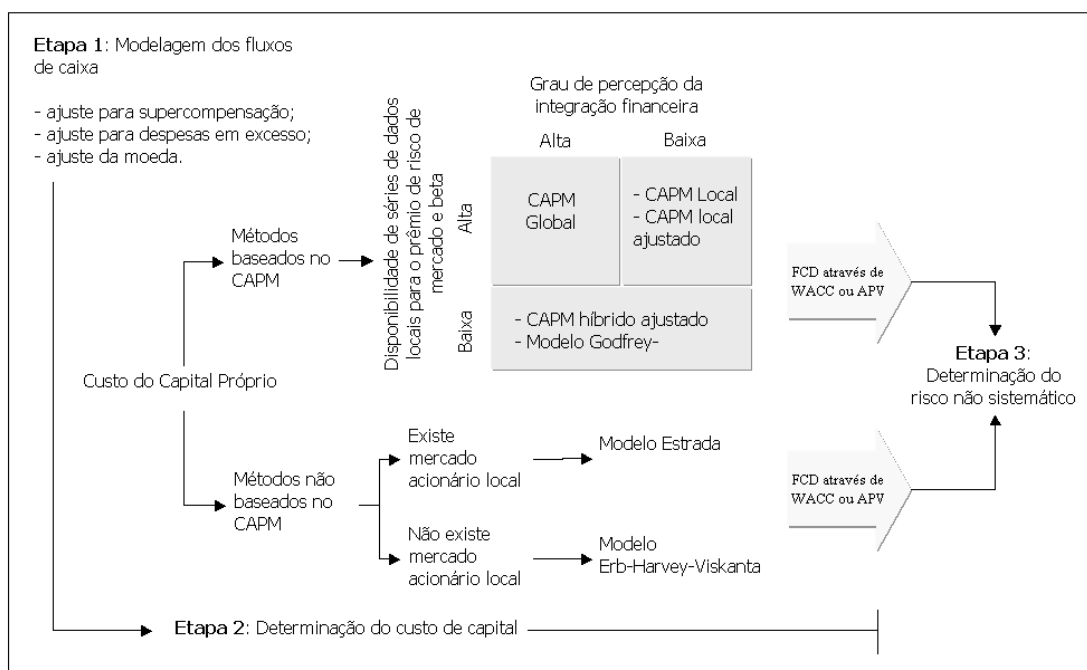 Etapa 1: Modelagem dos fluxos
de caixa
- ajuste para supercompensação;
- ajuste para despesas em excesso;
- ajuste da moeda.
Grau de percepção da
integração financeira
Alta
Baixa
Disponibilidade de séries de dados
locais para o prêmio de risco de
mercado e beta
Alta
Baixa
CAPM
Global
- CAPM Local
- CAPM local
ajustado
- CAPM híbrido ajustado
- Modelo Godfrey-
Métodos
baseados no
CAPM
Custo do Capital Próprio
Métodos não
baseados no
CAPM
Existe
mercado
acionário local
Modelo Estrada
Não existe
mercado
acionário local
Modelo
Erb-Harvey-Viskanta
FCD através de
WACC ou APV
FCD através de
WACC ou APV
Etapa 3:
Determinação do
risco não sistemático
Etapa 2: Determinação do custo de capital